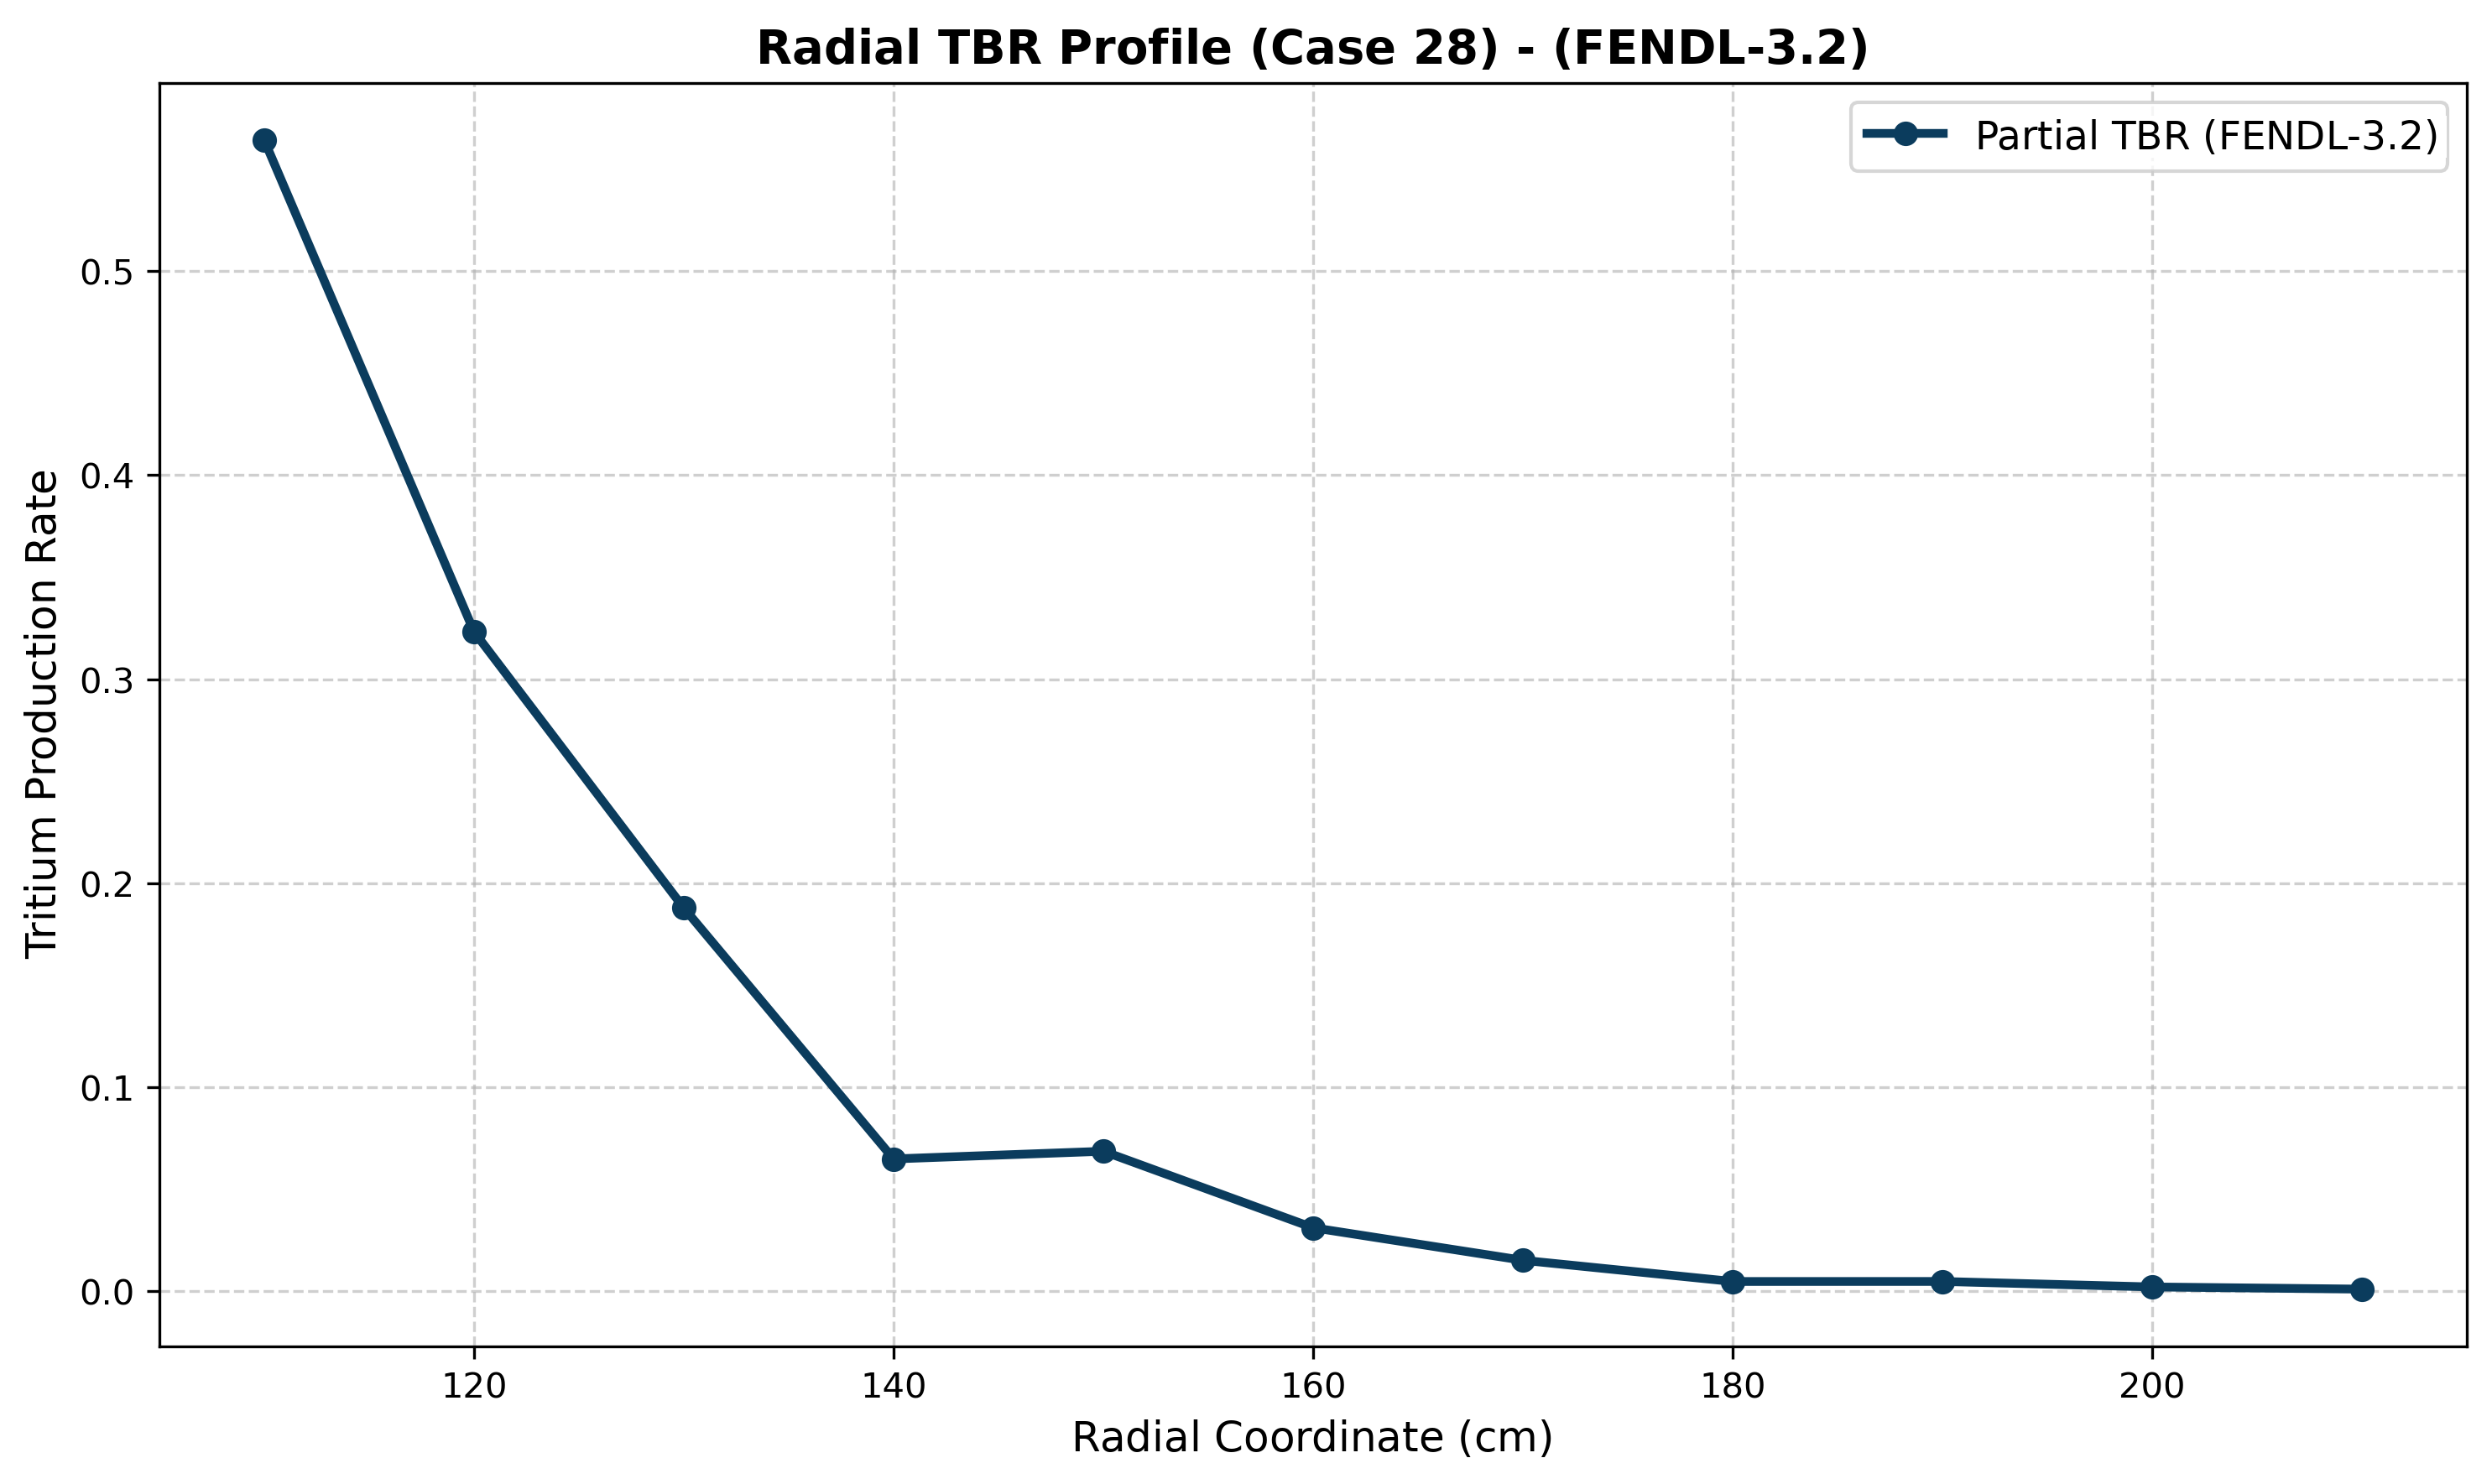 Radial TBR Profile (Case 28) - (FENDL-3.2)
Partial TBR (FENDL-3.2)
Tritium Production Rate
0.5
0.4
0.3
0.2
0.1
0.0
120 140 160 180 200
Radial Coordinate (cm)